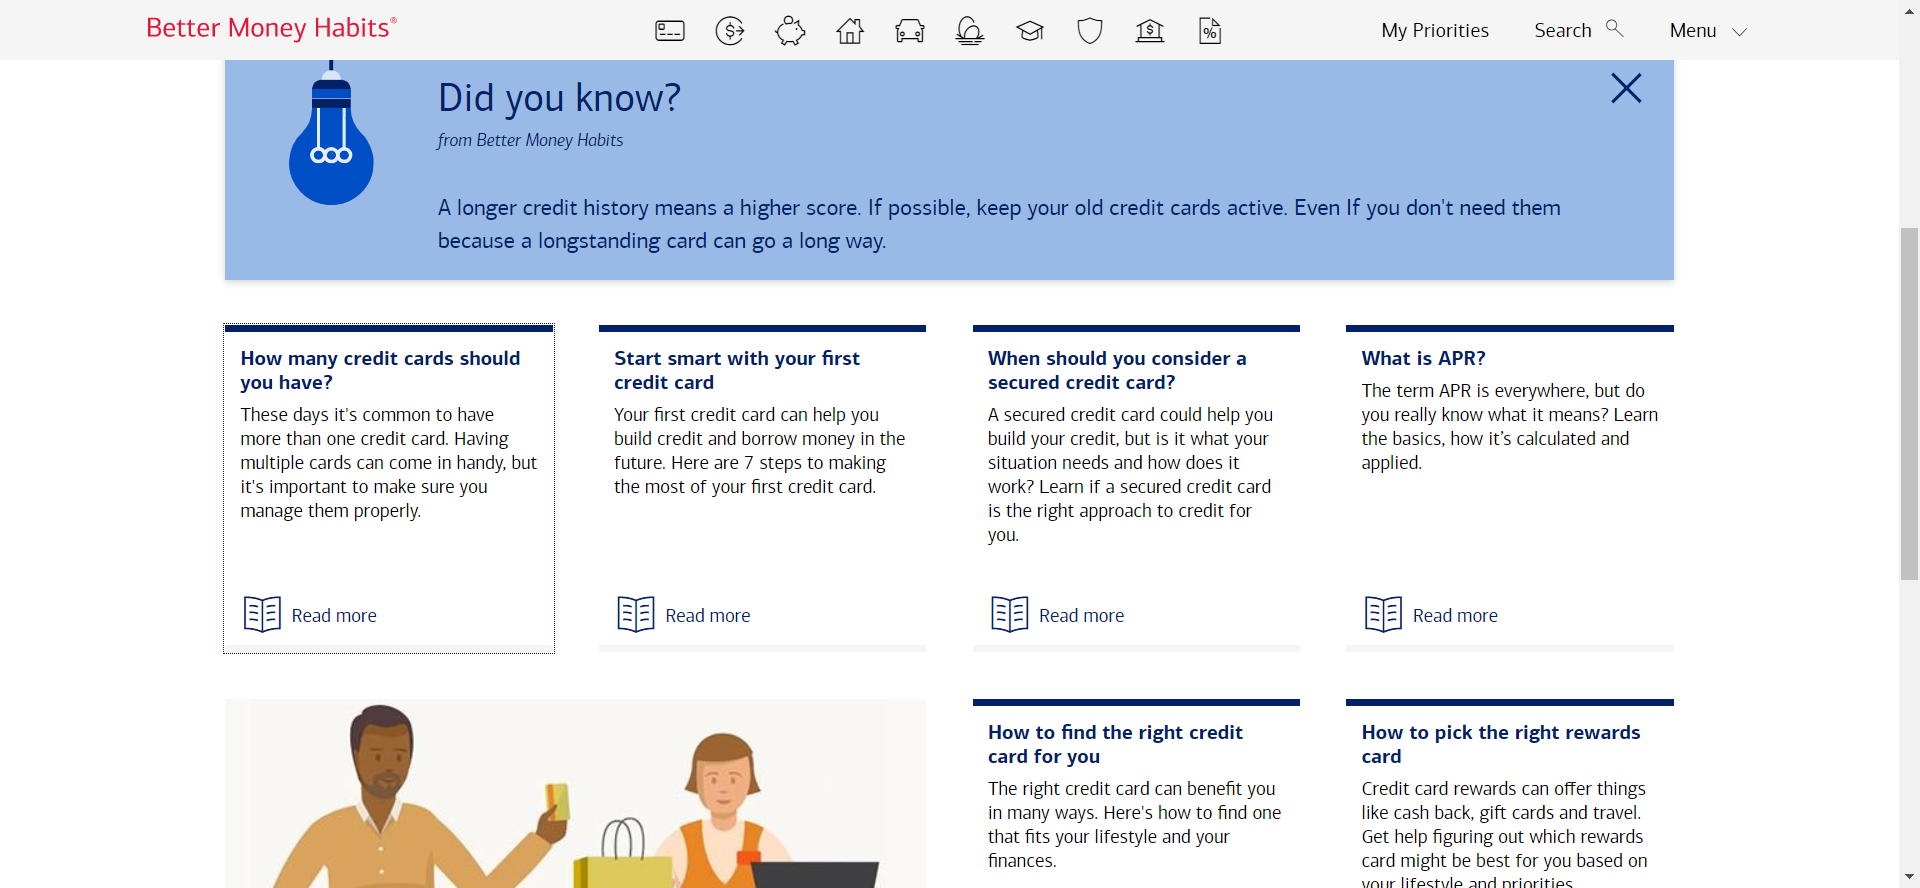 Better Money Habits®
My Priorities
Search
Menu
Did you know?
from Better Money Habits
A longer credit history means a higher score. If possible, keep your old credit cards active. Even If you don't need them
because a longstanding card can go a long way.
How many credit cards should
you have?
These days it's common to have
more than one credit card. Having
multiple cards can come in handy, but
it's important to make sure you
manage them properly.
Read more
Start smart with your first
credit card
Your first credit card can help you
build credit and borrow money in the
future. Here are 7 steps to making
the most of your first credit card.
Read more
When should you consider a
secured credit card?
A secured credit card could help you
build your credit, but is it what your
situation needs and how does it
work? Learn if a secured credit card
is the right approach to credit for
you.
Read more
What is APR?
The term APR is everywhere, but do
you really know what it means? Learn
the basics, how it’s calculated and
applied.
Read more
How to find the right credit
card for you
The right credit card can benefit you
in many ways. Here's how to find one
that fits your lifestyle and your
finances.
How to pick the right rewards
card
Credit card rewards can offer things
like cash back, gift cards and travel.
Get help figuring out which rewards
card might be best for you based on
your lifestyle and priorities.